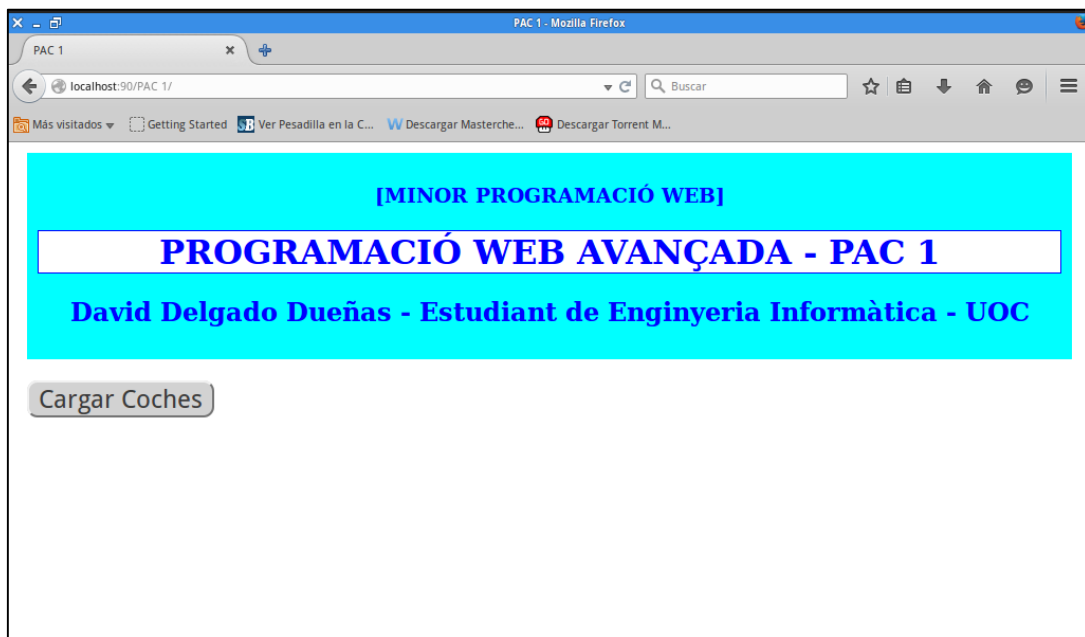 PAC 1 - Mozilla Firefox
PAC 1
localhost:90/PAC 1/
Buscar
Más visitados
Getting Started
Ver Pesadilla en la C...
Descargar Masterche...
Descargar Torrent M...
[MINOR PROGRAMACIÓ WEB]
PROGRAMACIÓ WEB AVANÇADA - PAC 1
David Delgado Dueñas - Estudiant de Enginyeria Informàtica - UOC
Cargar Coches